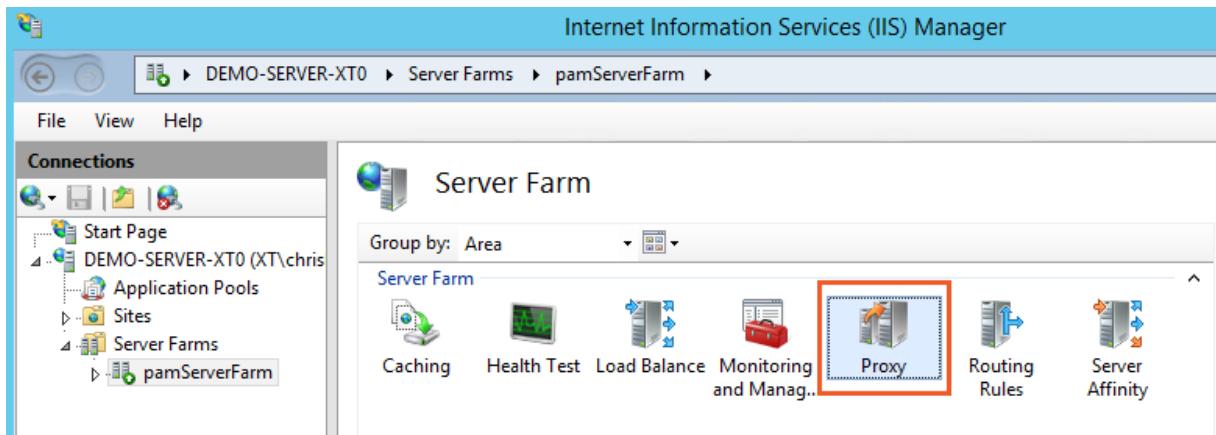 Internet Information Services (IIS) Manager
DEMO-SERVER-XT0 Server Farms pamServerFarm
File View Help
Connections
Start Page
DEMO-SERVER-XT0 (XT\chris
Application Pools
Sites
Server Farms
pamServerFarm
Server Farm
Group by: Area
Server Farm
Caching
Health Test
Load Balance
Monitoring
and Manag..
Proxy
Routing
Rules
Server
Affinity